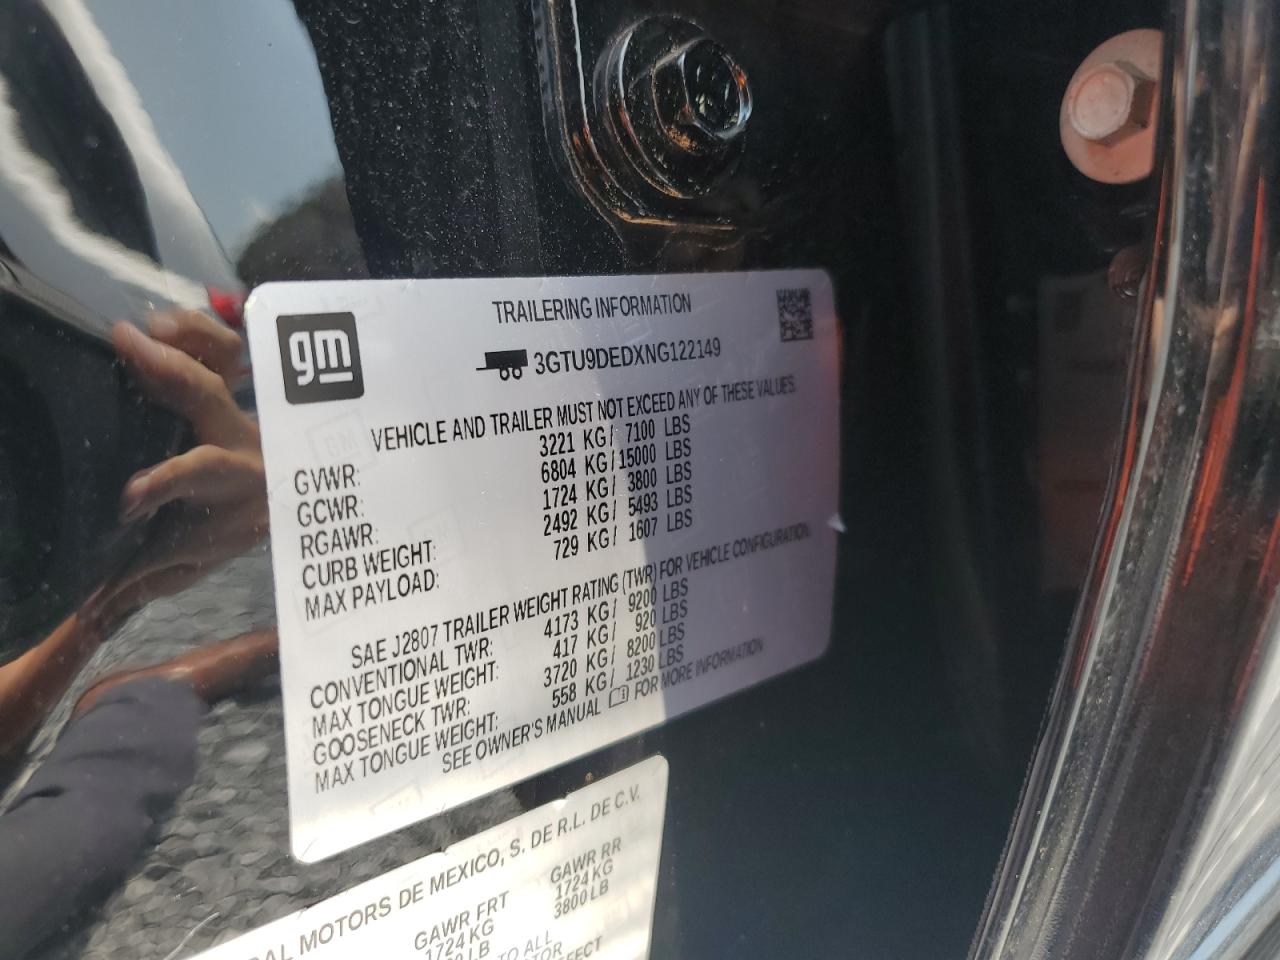 TRAILERING INFORMATION
gm
3GTU9DEDXNG122149
VEHICLE AND TRAILER MUST NOT EXCEED ANY OF THESE VALUES
GVWR: 3221 KG/ 7100 LBS
GCWR: 6804 KG/15000 LBS
RGAWR: 1724 KG/ 3800 LBS
CURB WEIGHT: 2492 KG/ 5493 LBS
MAX PAYLOAD: 729 KG/ 1607 LBS
SAE J2807 TRAILER WEIGHT RATING (TWR) FOR VEHICLE CONFIGURATION
CONVENTIONAL TWR: 4173 KG/ 9200 LBS
MAX TONGUE WEIGHT: 417 KG/ 920 LBS
GOOSENECK TWR: 3720 KG/ 8200 LBS
MAX TONGUE WEIGHT: 558 KG/ 1230 LBS
SEE OWNER'S MANUAL FOR MORE INFORMATION
MOTORS DE MEXICO, S. DE R.L. DE C.V.
GAWR FRT GAWR RR
1724KG 1724KG
LB 3800LB
TO ALL